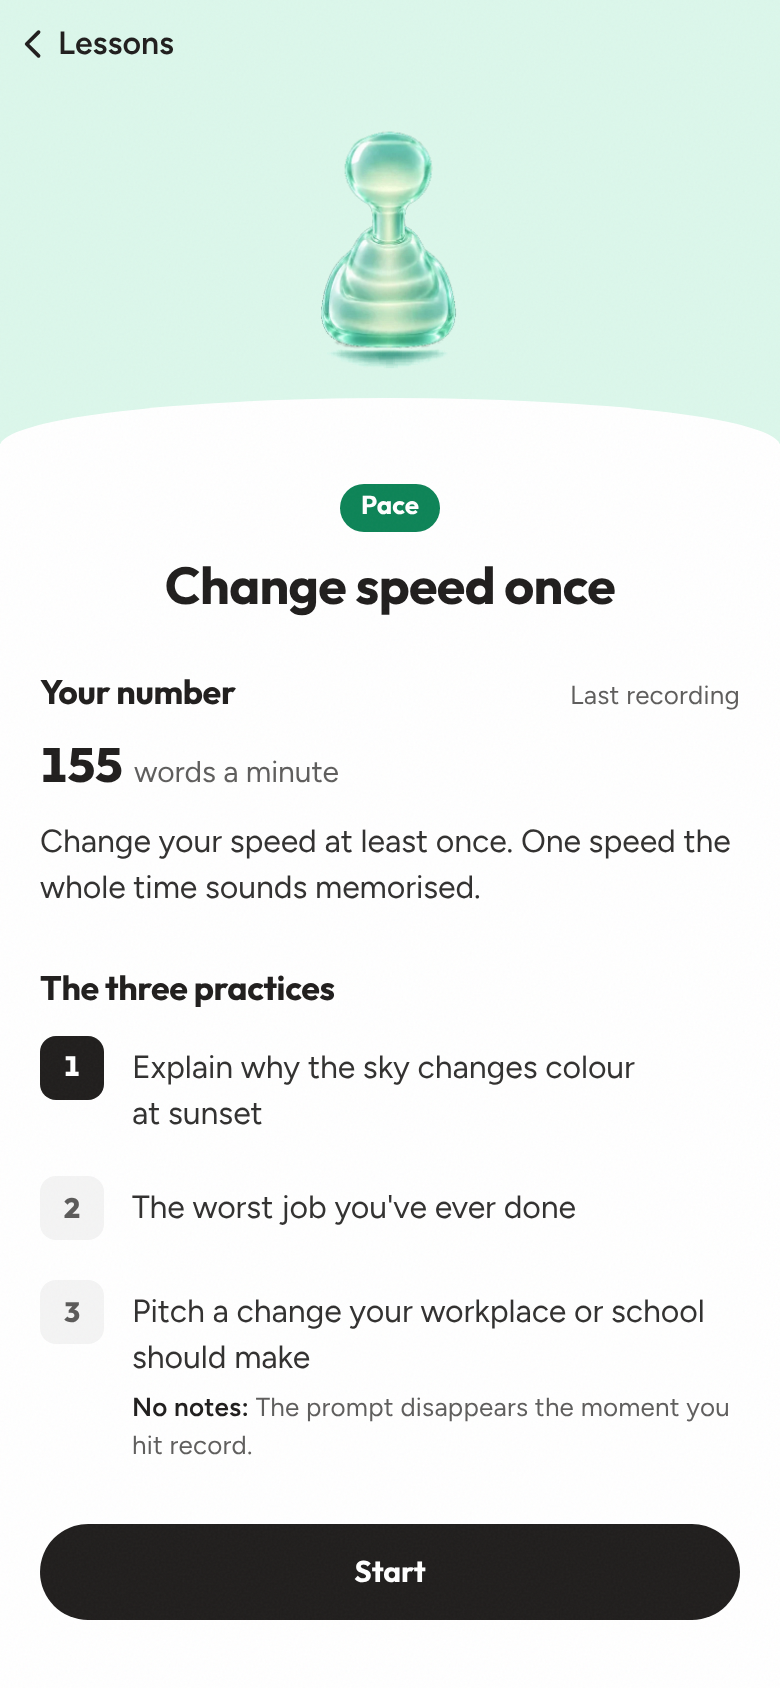 Lessons
Pace
Change speed once
Your number
Last recording
155 words a minute
Change your speed at least once. One speed the
whole time sounds memorised.
The three practices
1 Explain why the sky changes colour
at sunset
2 The worst job you've ever done
3 Pitch a change your workplace or school
should make
No notes: The prompt disappears the moment you
hit record.
Start